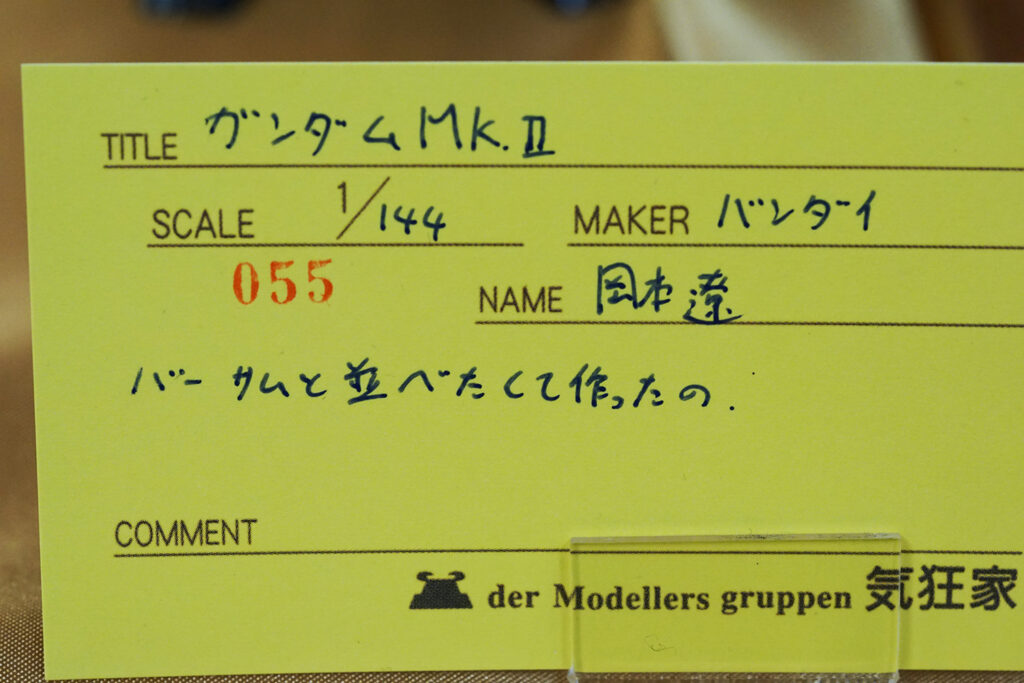 TITLE ガンダムMK.Ⅱ
SCALE 1/144 MAKER バンダイ
055 NAME 岡本遼
バーサムと並べたくて作ったの.
COMMENT
der Modellers gruppen 気狂家